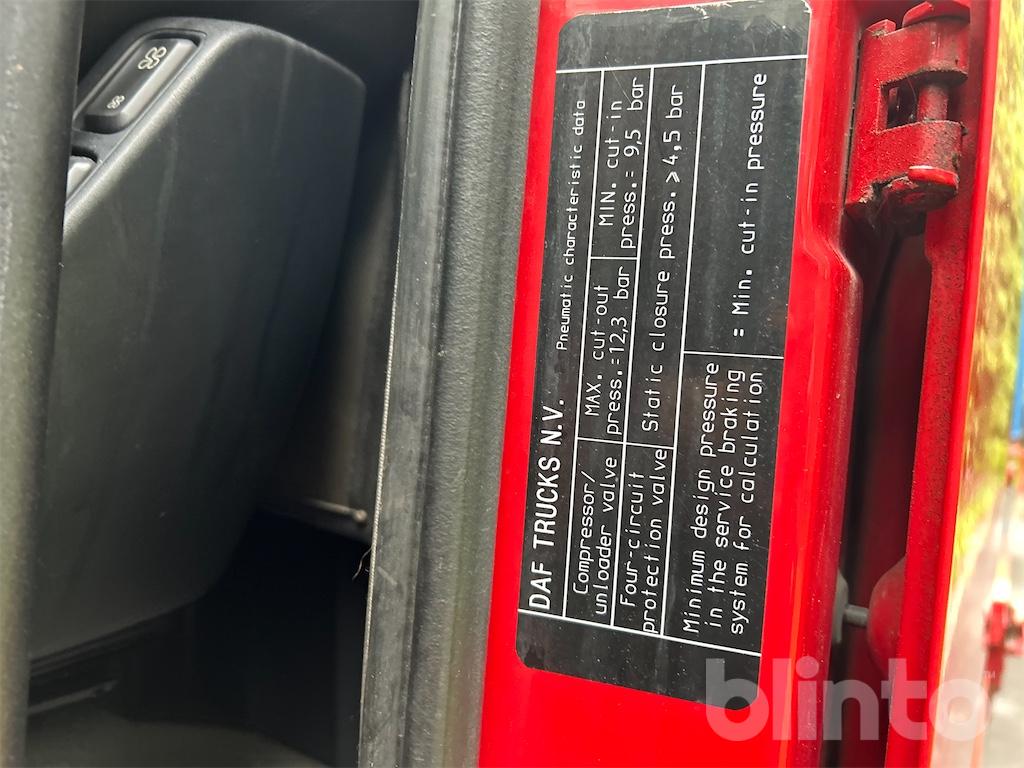 DAF TRUCKS N.V. Pneumatic characteristic data
Compressor/
unloader valve
MAX. cut-out
press.=12,3 bar
MIN. cut-in
press.= 9,5 bar
Four-circuit
protection valve
Static closure press. ⩾ 4,5 bar
Minimum design pressure
in the service braking
system for calculation
= Min. cut-in pressure
blinto™